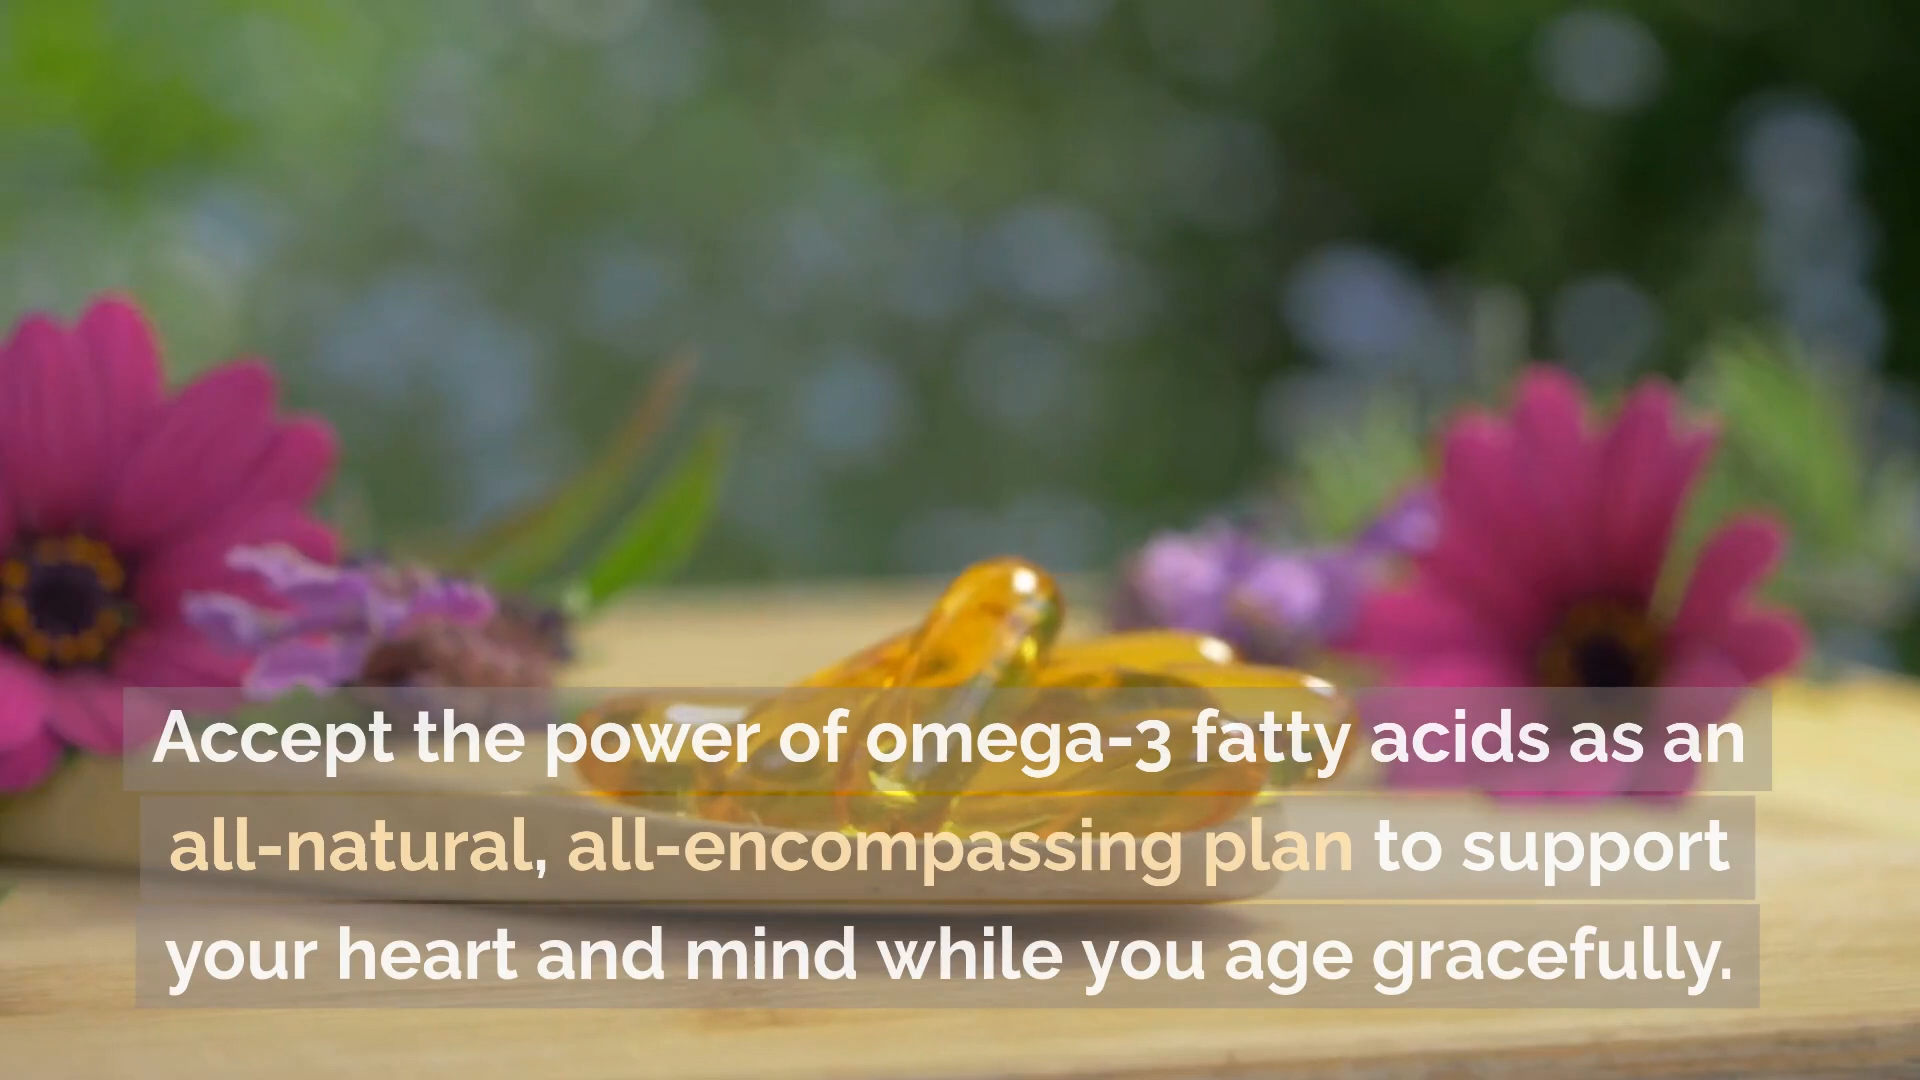 Accept the power of omega-3 fatty acids as an
all-natural, all-encompassing plan to support
your heart and mind while you age gracefully.